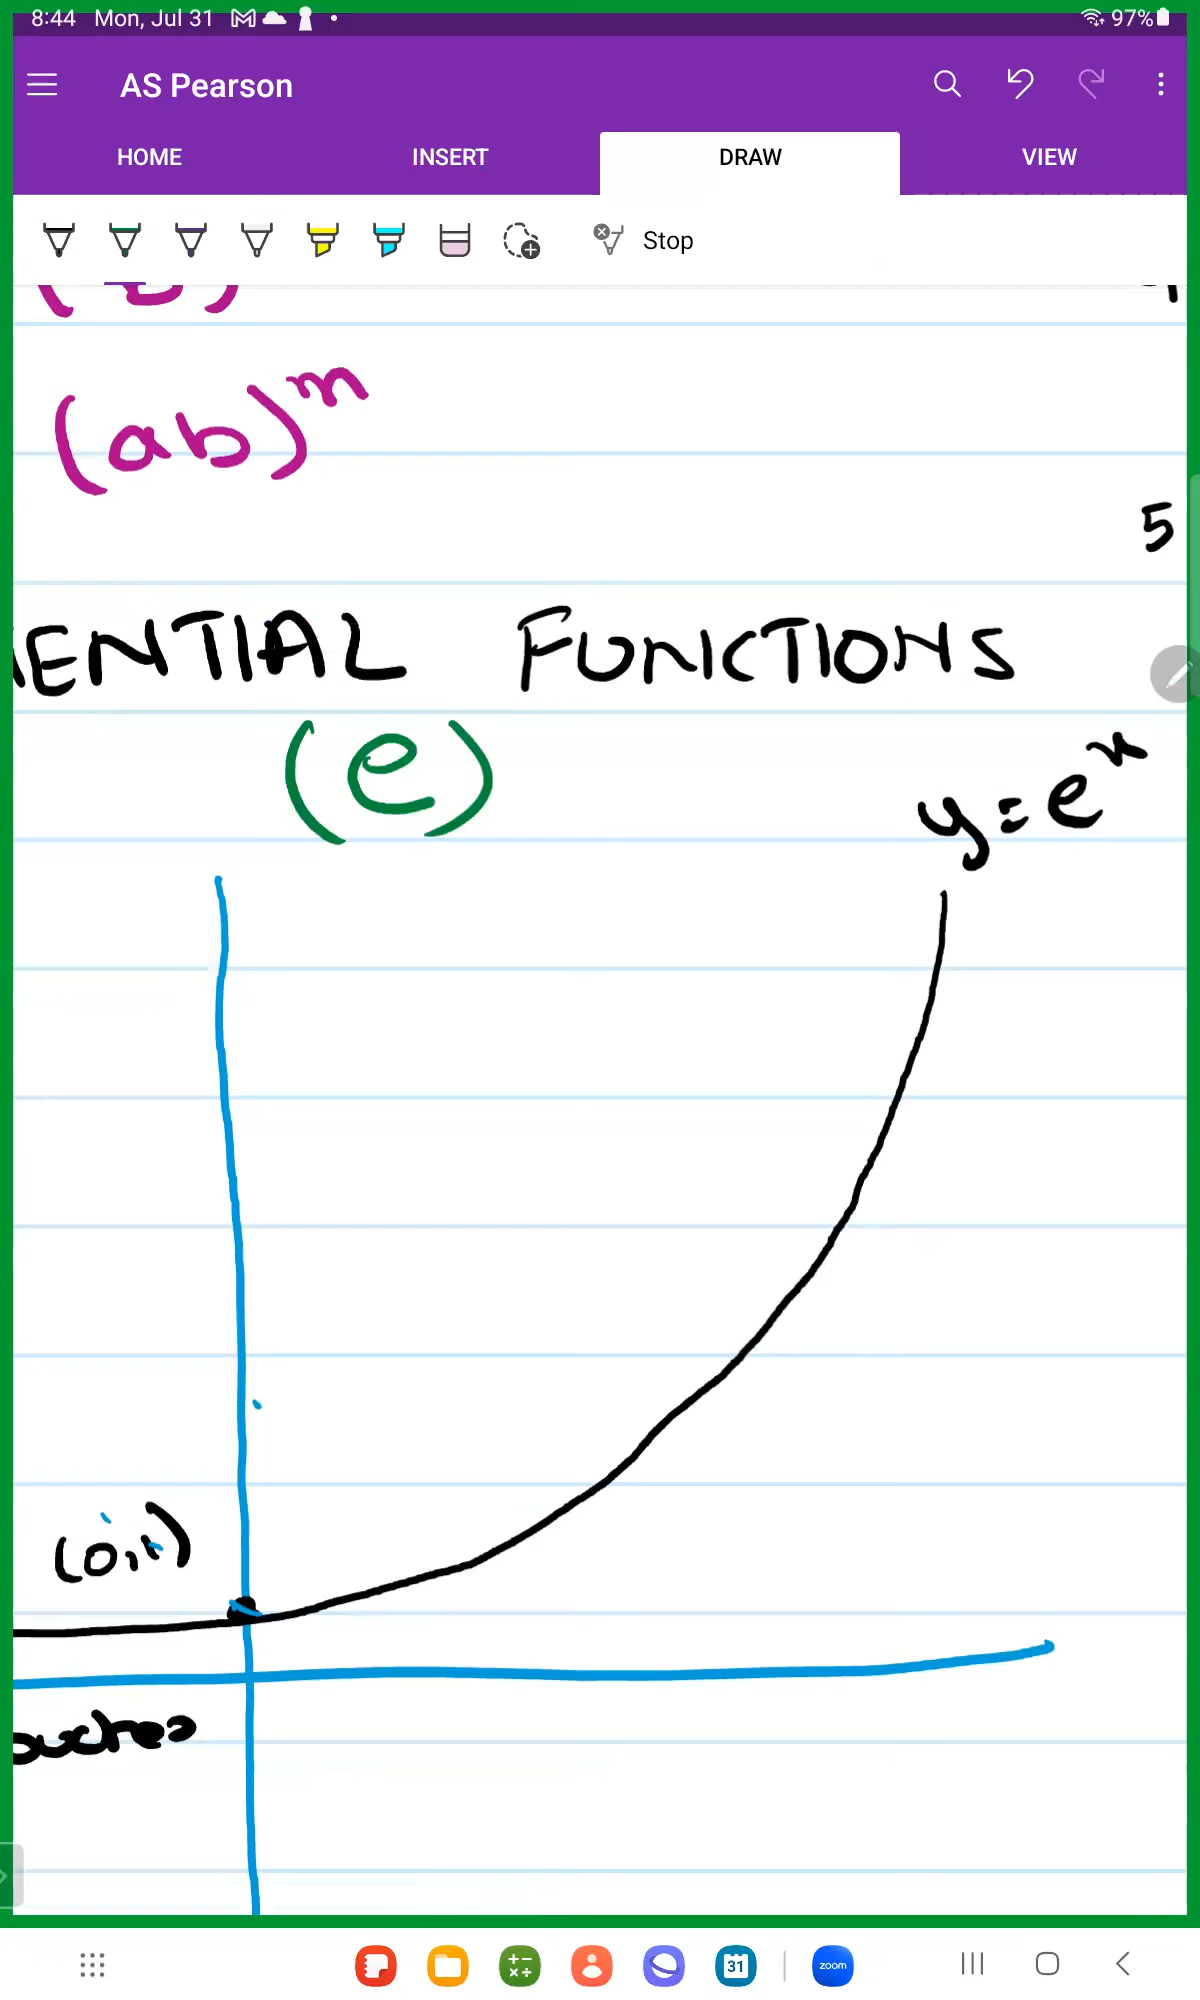 8:44 Mon, Jul 31 97%
AS Pearson
HOME INSERT DRAW VIEW
Stop
(ab)^m
5
ENTIAL FUNCTIONS
(e)
y=e^x
(0,1)
ouches
31 zoom